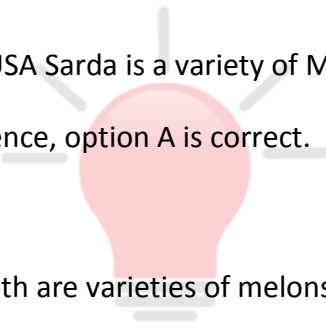 USA Sarda is a variety of M
ence, option A is correct.
th are varieties of melons